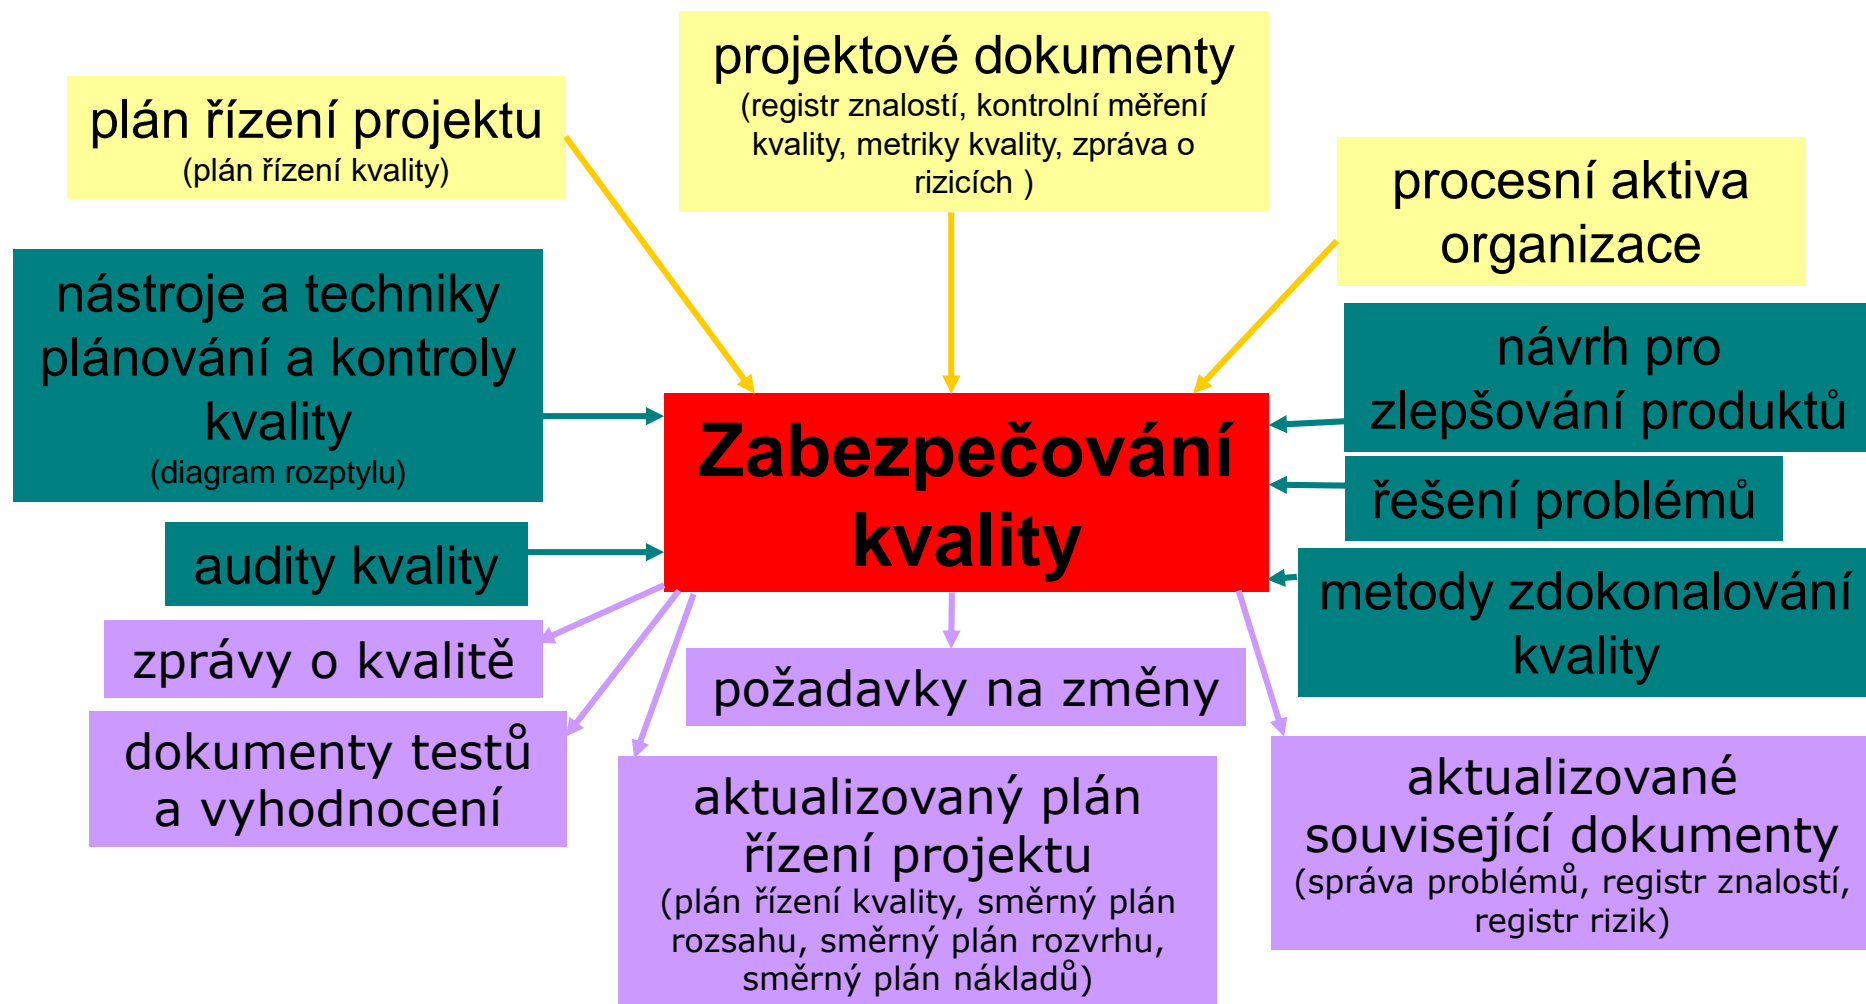 plán řízení projektu
(plán řízení kvality)
projektové dokumenty
(registr znalostí, kontrolní měření
kvality, metriky kvality, zpráva o
rizicích )
procesní aktiva
organizace
nástroje a techniky
plánování a kontroly
kvality
(diagram rozptylu)
audity kvality
Zabezpečování
kvality
návrh pro
zlepšování produktů
řešení problémů
metody zdokonalování
kvality
zprávy o kvalitě
dokumenty testů
a vyhodnocení
požadavky na změny
aktualizovaný plán
řízení projektu
(plán řízení kvality, směrný plán
rozsahu, směrný plán rozvrhu,
směrný plán nákladů)
aktualizované
související dokumenty
(správa problémů, registr znalostí,
registr rizik)